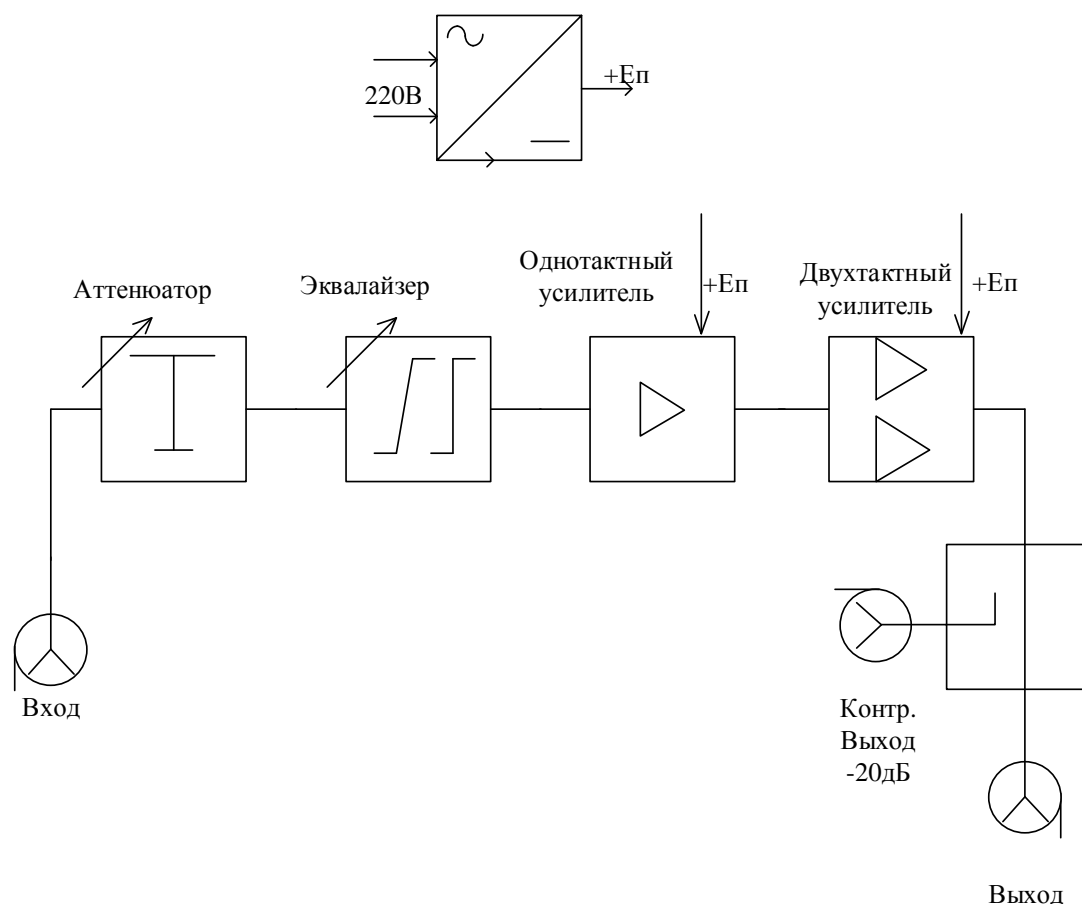 +Еп
220В
Однотактный
усилитель
+Еп
Двухтактный
усилитель
+Еп
Эквалайзер
Аттенюатор
Вход
Контр.
Выход
-20дБ
Выход